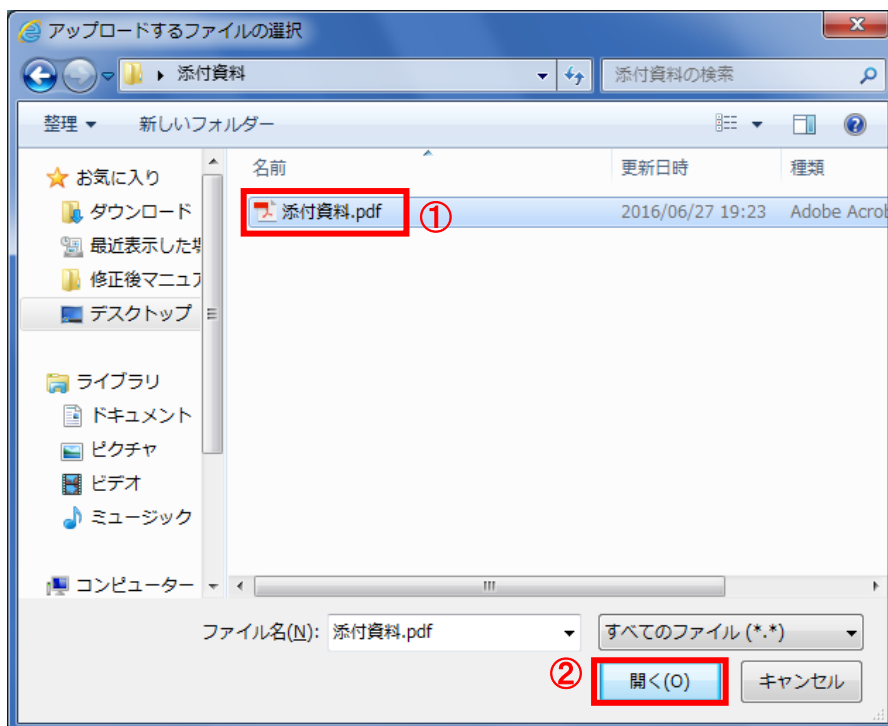 アップロードするファイルの選択
添付資料
添付資料の検索
整理
新しいフォルダー
名前
更新日時
種類
お気に入り
ダウンロード
最近表示した
修正後マニュア
デスクトップ
ライブラリ
ドキュメント
ピクチャ
ビデオ
ミュージック
コンピューター
添付資料.pdf
①
2016/06/27 19:23
Adobe Acrob
ファイル名(N):
添付資料.pdf
すべてのファイル (*.*)
②
開く(O)
キャンセル